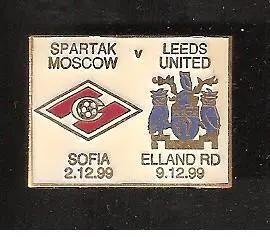 SPARTAK MOSCOW v LEEDS UNITED
SOFIA ELLAND RD
2.12.99 9.12.99